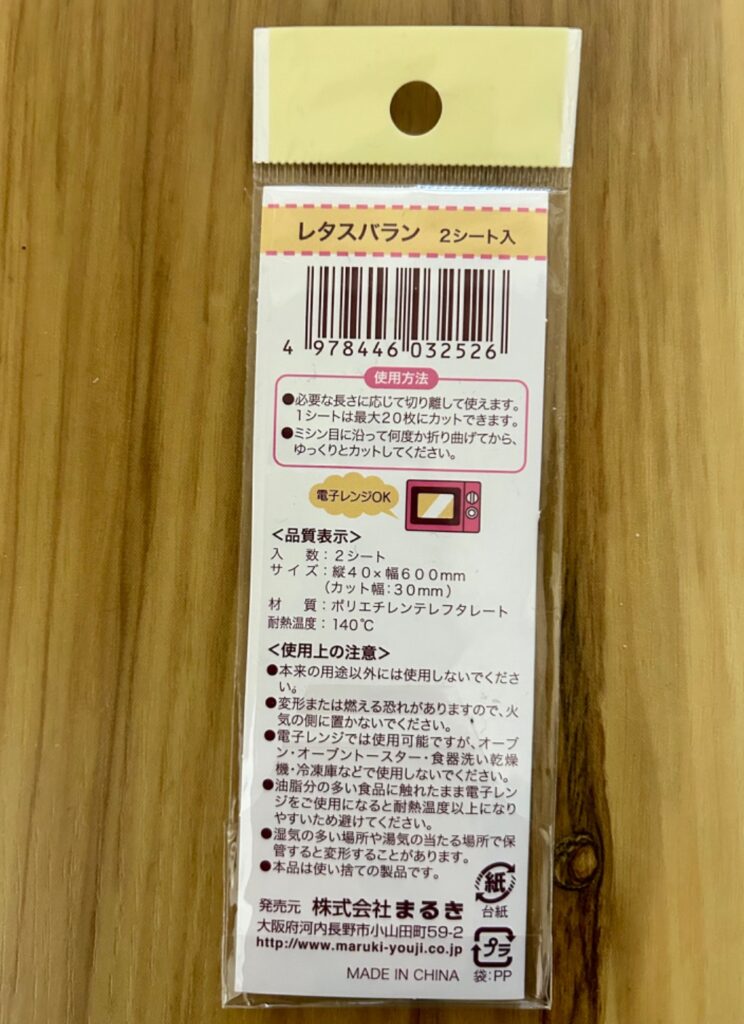 レタスバラン 2シート入
4 978446 032526
使用方法
●必要な長さに応じて切り離して使えます。
1シートは最大20枚にカットできます。
●ミシン目に沿って何度か折り曲げてから、
ゆっくりとカットしてください。
電子レンジOK
＜品質表示＞
入 数：2シート
サイズ：縦40×幅600mm
（カット幅：30mm）
材 質：ポリエチレンテレフタレート
耐熱温度：140℃
＜使用上の注意＞
●本来の用途以外には使用しないでくださ
い。
●変形または燃える恐れがありますので、火
気の側に置かないでください。
●電子レンジでは使用可能ですが、オーブ
ン・オーブントースター・食器洗い乾燥
機・冷凍庫などで使用しないでください。
●油脂分の多い食品に触れたまま電子レン
ジをご使用になると耐熱温度以上になり
やすいため避けてください。
●湿気の多い場所や湯気の当たる場所で保
管すると変形することがあります。
●本品は使い捨ての製品です。
紙
台紙
発売元 株式会社まるき
大阪府河内長野市小山田町59-2
http://www.maruki-youji.co.jp
プラ
袋:PP
MADE IN CHINA